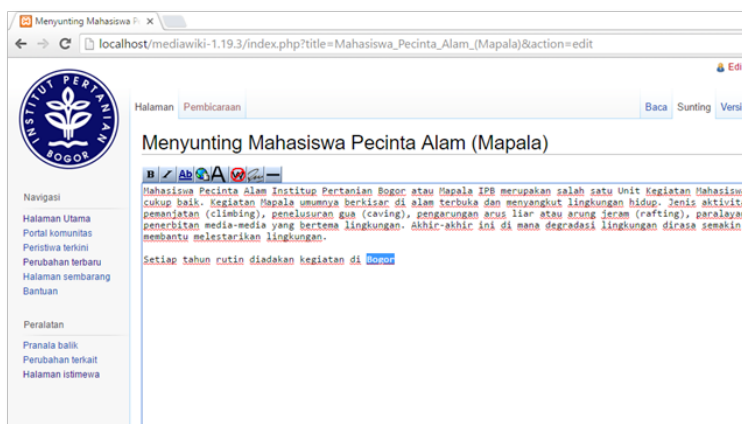 Menyunting Mahasiswa P
localhost/mediawiki-1.19.3/index.php?title=Mahasiswa_Pecinta_Alam_(Mapala)&action=edit
Edi
INSTITUT PERTANIAN
BOGOR
Halaman Pembicaraan Baca Sunting Versi
Menyunting Mahasiswa Pecinta Alam (Mapala)
B I Ab A W
Mahasiswa Pecinta Alam Institup Pertanian Bogor atau Mapala IPB merupakan salah satu Unit Kegiatan Mahasisw
cukup baik. Kegiatan Mapala umumnya berkisar di alam terbuka dan menyangkut lingkungan hidup. Jenis aktivit
pemanjatan (climbing), penelusuran gua (caving), pengarungan arus liar atau arung jeram (rafting), paralaya
penerbitan media-media yang bertema lingkungan. Akhir-akhir ini di mana degradasi lingkungan dirasa semakin
membantu melestarikan lingkungan.
Setiap tahun rutin diadakan kegiatan di Bogor
Navigasi
Halaman Utama
Portal komunitas
Peristiwa terkini
Perubahan terbaru
Halaman sembarang
Bantuan
Peralatan
Pranala balik
Perubahan terkait
Halaman istimewa